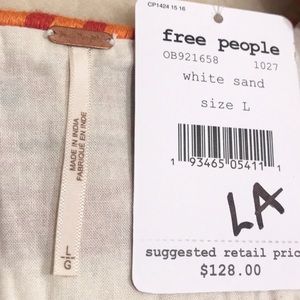 CP1424 15 16
free people
OB921658 1027
white sand
size L
1 93465 05411 1
LA
suggested retail pric
$128.00
MADE IN INDIA
FABRIQUÉ EN INDE
L/G